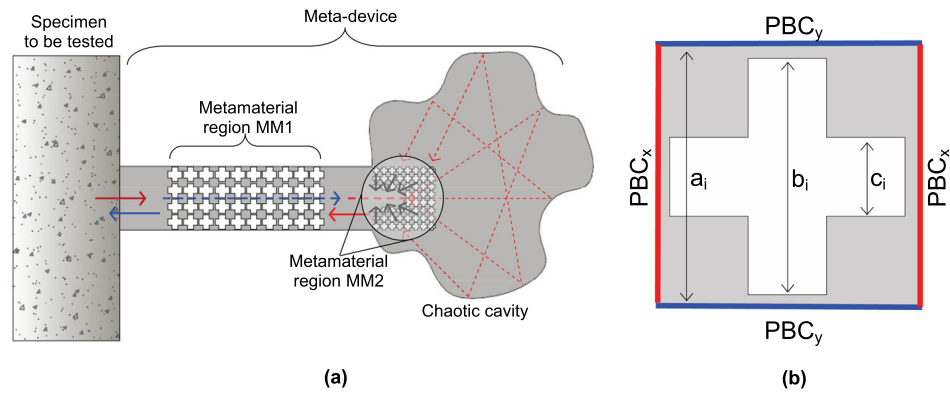 Meta-device
Specimen
to be tested
Metamaterial
region MM1
Metamaterial
region MM2
Chaotic cavity
(a)
PBCy
PBCx
ai
bi
ci
PBCx
PBCy
(b)